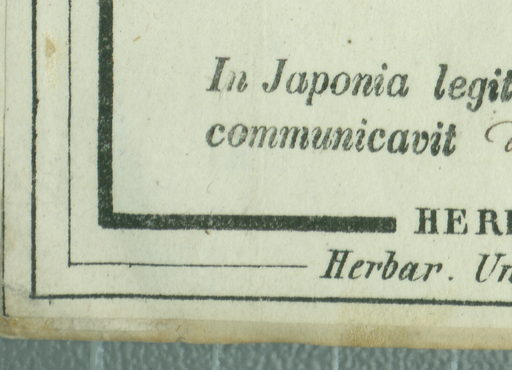 In Japonia legit
communicavit
HER
Herbar. Un